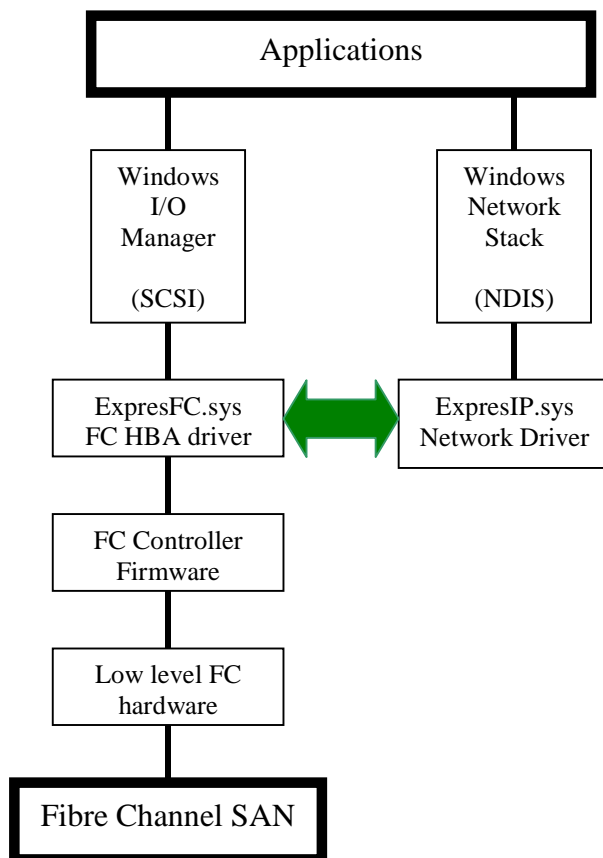 Applications
Windows
I/O
Manager
(SCSI)
Windows
Network
Stack
(NDIS)
ExpresFC.sys
FC HBA driver
ExpresIP.sys
Network Driver
FC Controller
Firmware
Low level FC
hardware
Fibre Channel SAN